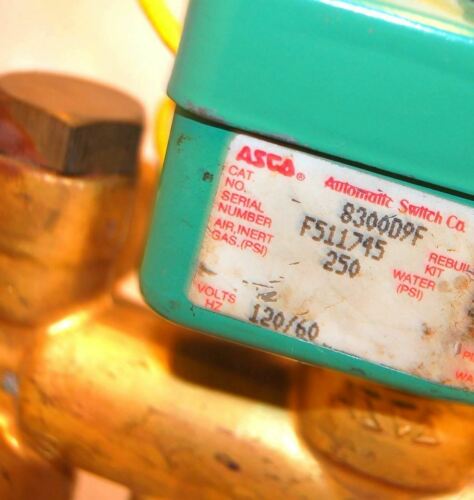 ASCO® Automatic Switch Co.
CAT. NO. 8300D9F
SERIAL NUMBER F511745
AIR, INERT GAS. (PSI) 250
REBUIL
KIT
WATER (PSI)
VOLTS HZ 120/60